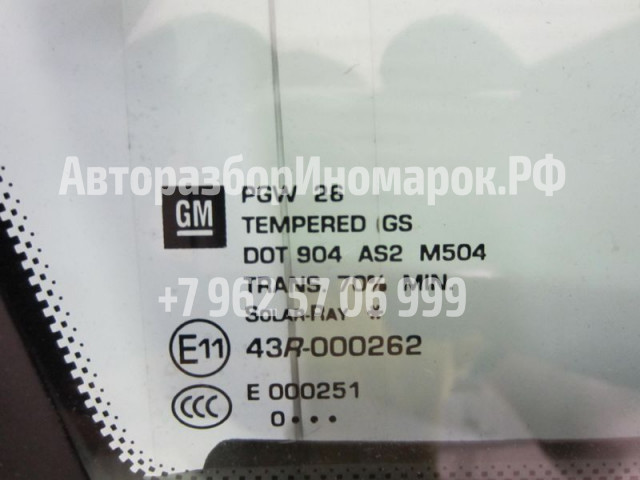 АвторазборИномарок.РФ
GM
PGW 26
TEMPERED GS
DOT 904 AS2 M504
TRANS. 70% MIN.
+7 962 57 06 999
SOLAR-RAY
E11 43R-000262
CCC E 000251
0•••